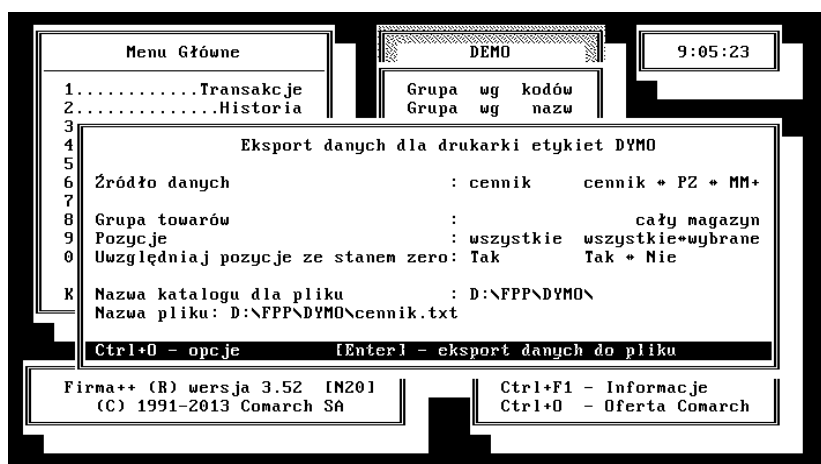 Menu Główne
DEMO
9:05:23
1............Transakcje
2..............Historia
3
4
5
6
7
8
9
0
K
Grupa wg kodów
Grupa wg nazw
Eksport danych dla drukarki etykiet DYMO
Źródło danych : cennik cennik ↔ PZ ↔ MM+
Grupa towarów : cały magazyn
Pozycje : wszystkie wszystkie↔wybrane
Uwzględniaj pozycje ze stanem zero: Tak Tak ↔ Nie
Nazwa katalogu dla pliku : D:\FPP\DYMO\
Nazwa pliku: D:\FPP\DYMO\cennik.txt
Ctrl+O - opcje [Enter] - eksport danych do pliku
Firma++ (R) wersja 3.52 [N20]
(C) 1991-2013 Comarch SA
Ctrl+F1 - Informacje
Ctrl+O - Oferta Comarch